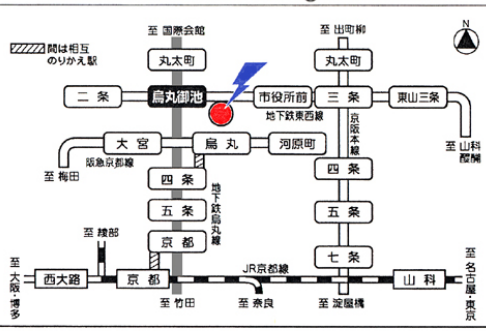 至 国際会館
至 出町柳
N
間は相互
のりかえ駅
丸太町
丸太町
二条
烏丸御池
市役所前
三条
東山三条
地下鉄東西線
京阪本線
至 山科
醍醐
大宮
烏丸
河原町
阪急京都線
至 梅田
四条
四条
地下鉄烏丸線
五条
五条
至 綾部
京都
七条
JR京都線
至 大阪・博多
西大路
京都
山科
至 名古屋・東京
至 竹田
至 奈良
至 淀屋橋